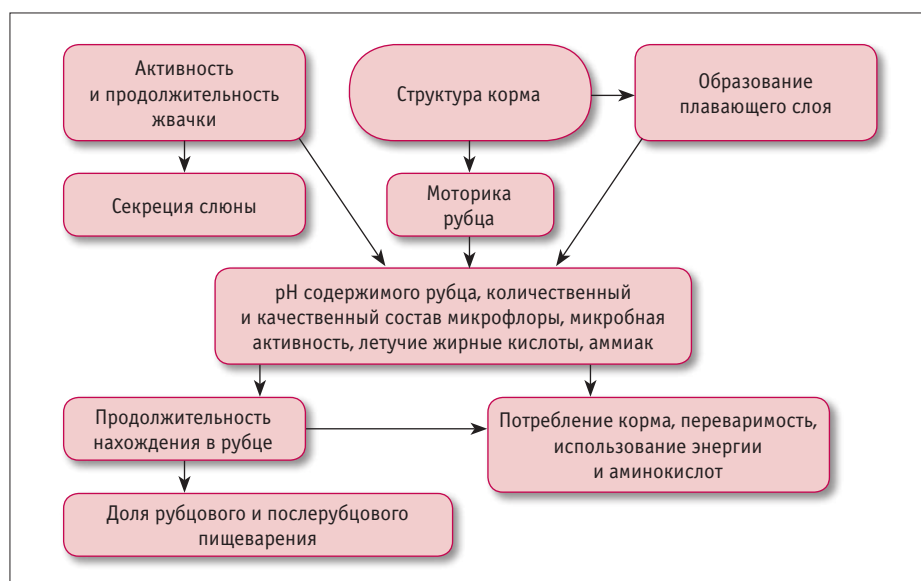 Активность
и продолжительность
жвачки
Структура корма
Образование
плавающего слоя
Секреция слюны
Моторика
рубца
pH содержимого рубца, количественный
и качественный состав микрофлоры, микробная
активность, летучие жирные кислоты, аммиак
Продолжительность
нахождения в рубце
Потребление корма, переваримость,
использование энергии
и аминокислот
Доля рубцового и послерубцового
пищеварения